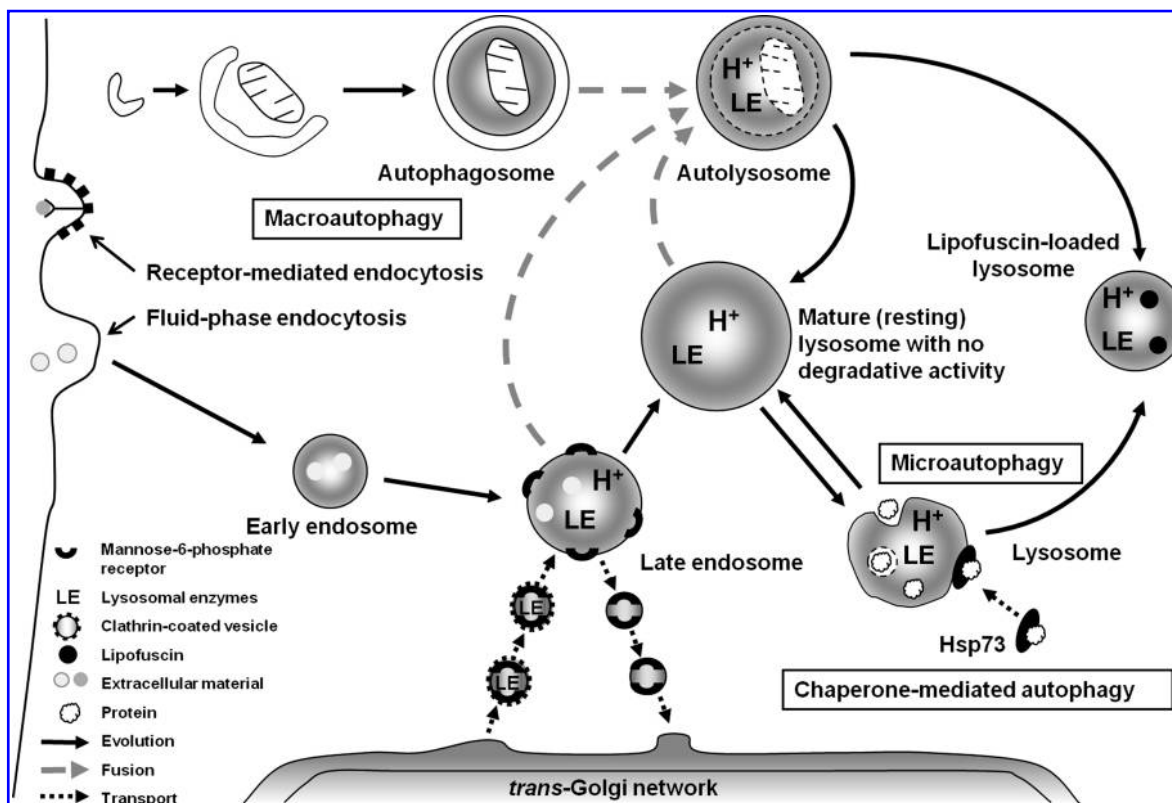 H+
LE
Autophagosome
Autolysosome
Macroautophagy
Receptor-mediated endocytosis
Fluid-phase endocytosis
Lipofuscin-loaded
lysosome
H+
LE
H+
LE
Mature (resting)
lysosome with no
degradative activity
Early endosome
H+
LE
Late endosome
Microautophagy
H+
LE
Lysosome
Hsp73
Chaperone-mediated autophagy
LE
LE
trans-Golgi network
Mannose-6-phosphate
receptor
LE Lysosomal enzymes
Clathrin-coated vesicle
Lipofuscin
Extracellular material
Protein
Evolution
Fusion
Transport